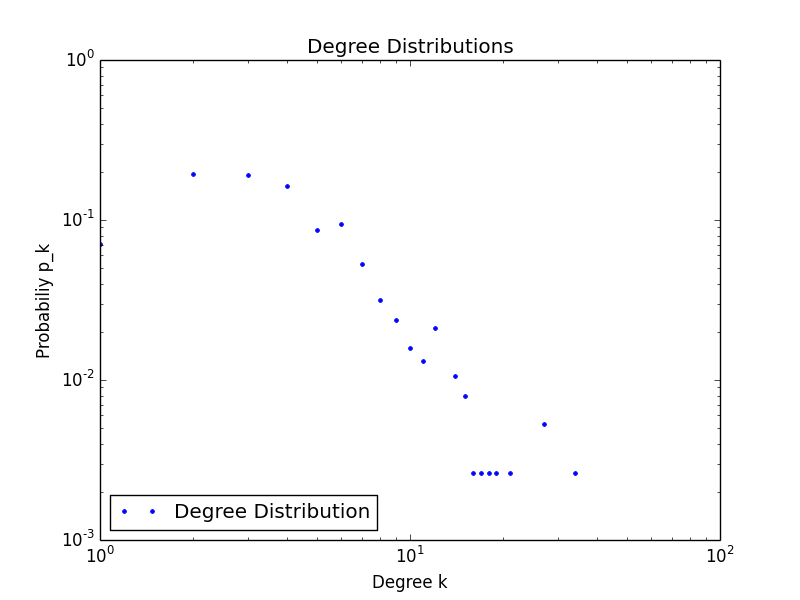 Degree Distributions
10^0
10^-1
10^-2
10^-3
Probabiliy p_k
Degree Distribution
10^0 10^1 10^2
Degree k